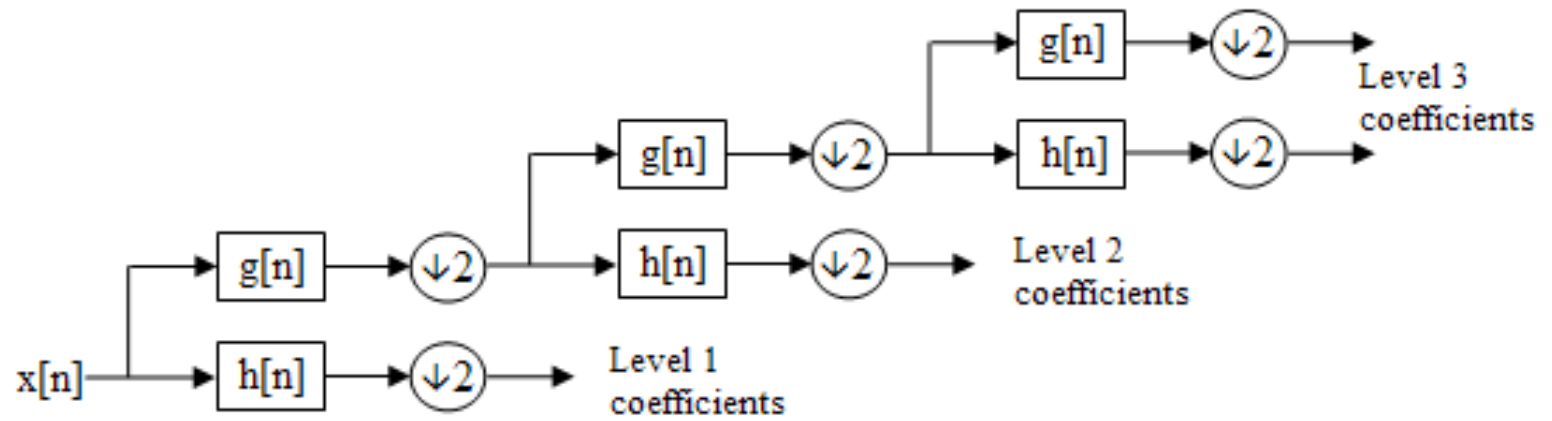 g[n] ↓2
Level 3
coefficients
g[n] ↓2 h[n] ↓2
g[n] ↓2 h[n] ↓2
Level 2
coefficients
x[n] h[n] ↓2
Level 1
coefficients